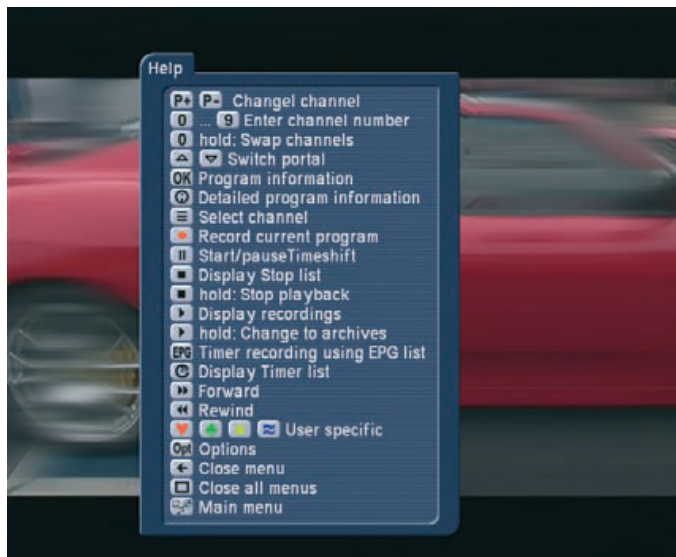 Help
P+ P- Changel channel
0 ... 9 Enter channel number
0 hold: Swap channels
Switch portal
OK Program information
Detailed program information
Select channel
Record current program
Start/pauseTimeshift
Display Stop list
hold: Stop playback
Display recordings
hold: Change to archives
EPG Timer recording using EPG list
Display Timer list
Forward
Rewind
User specific
Opt Options
Close menu
Close all menus
Main menu